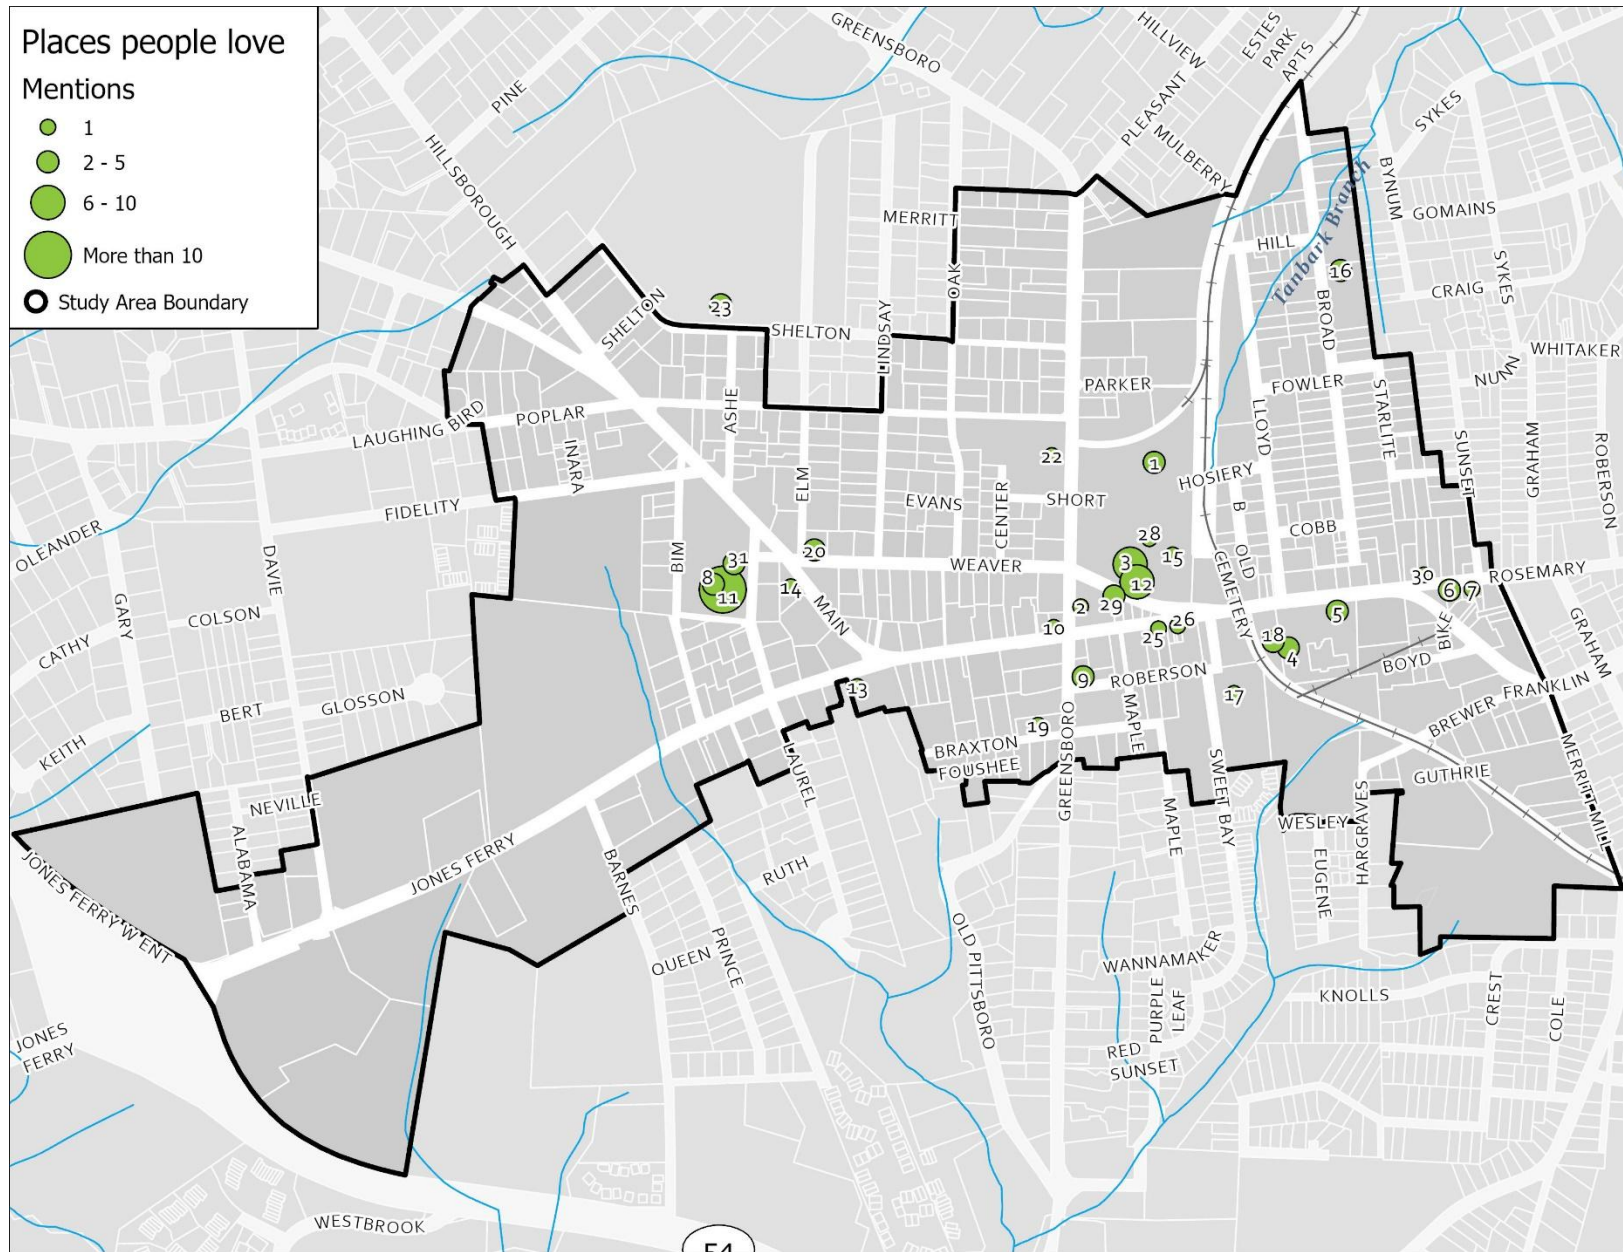 Places people love
Mentions
1
2 - 5
6 - 10
More than 10
Study Area Boundary
GREENSBORO
HILLVIEW
ESTES
PARK
APTS
PINE
PLEASANT
MULBERRY
SYKES
HILLSBOROUGH
BYNUM
Tanbark Branch
MERRITT
GOMAINS
HILL
OAK
SYKES
16
CRAIG
23
SHELTON
SHELTON
LINDSAY
BROAD
WHITAKER
NUNN
PARKER
FOWLER
STARLITE
ASHE
LAUGHING BIRD
POPLAR
LLOYD
INARA
22
1
SUNSET
GRAHAM
ROBERSON
HOSIERY
ELM
FIDELITY
EVANS
CENTER
SHORT
B
COBB
OLEANDER
DAVIE
BIM
20
28
15
OLD
31
WEAVER
3
CEMETERY
30
ROSEMARY
8
11
14
12
6
7
GARY
COLSON
MAIN
2
29
5
GRAHAM
CATHY
10
25
26
18
4
BIKE
BOYD
GLOSSON
13
9
ROBERSON
17
FRANKLIN
BERT
19
MAPLE
BREWER
KEITH
BRAXTON
FOUSHEE
GREENSBORO
LAUREL
SWEET BAY
GUTHRIE
MERRITT MILL
NEVILLE
HARGRAVES
ALABAMA
MAPLE
WESLEY
JONES FERRY
BARNES
RUTH
EUGENE
JONES FERRY W ENT
OLD PITTSBORO
QUEEN
PRINCE
WANNAMAKER
PURPLE
LEAF
KNOLLS
CREST
COLE
JONES
FERRY
RED
SUNSET
WESTBROOK
54